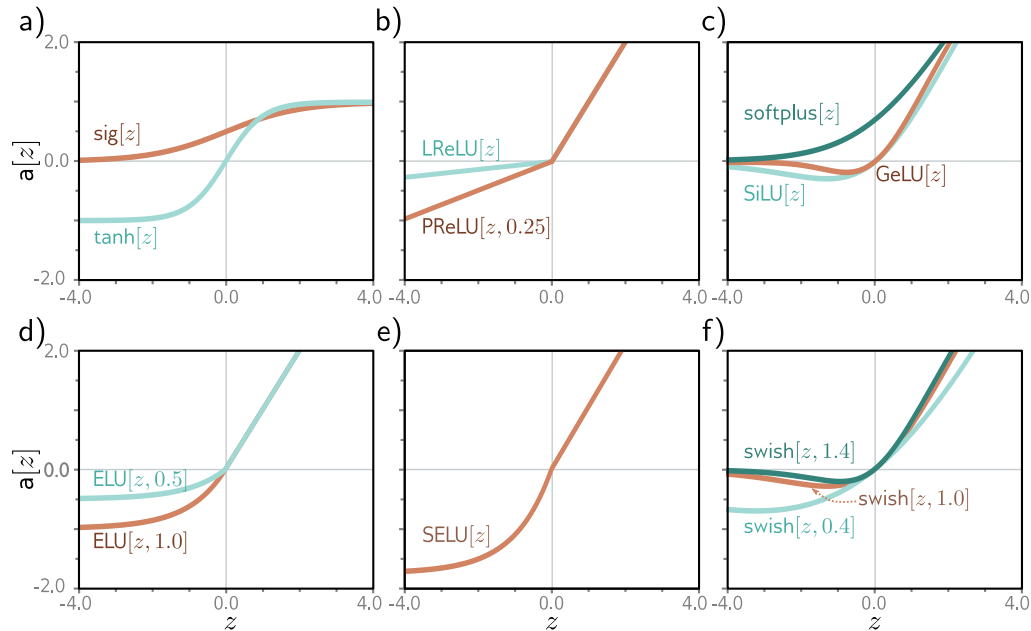 a)
b)
c)
2.0
sig[z]
softplus[z]
LReLU[z]
a[z]
0.0
GeLU[z]
SiLU[z]
tanh[z]
PReLU[z, 0.25]
-2.0
-4.0 0.0 4.0
-4.0 0.0 4.0
-4.0 0.0 4.0
d)
e)
f)
2.0
a[z]
0.0
ELU[z, 0.5]
swish[z, 1.4]
swish[z, 1.0]
ELU[z, 1.0]
SELU[z]
swish[z, 0.4]
-2.0
-4.0 0.0 4.0
-4.0 0.0 4.0
-4.0 0.0 4.0
z
z
z